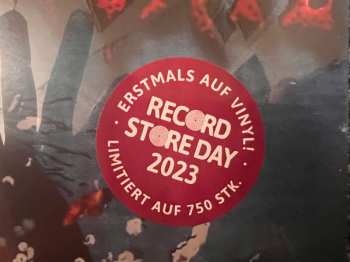 · ERSTMALS AUF VINYL! ·
RECORD
STORE DAY
2023
LIMITIERT AUF 750 STK.